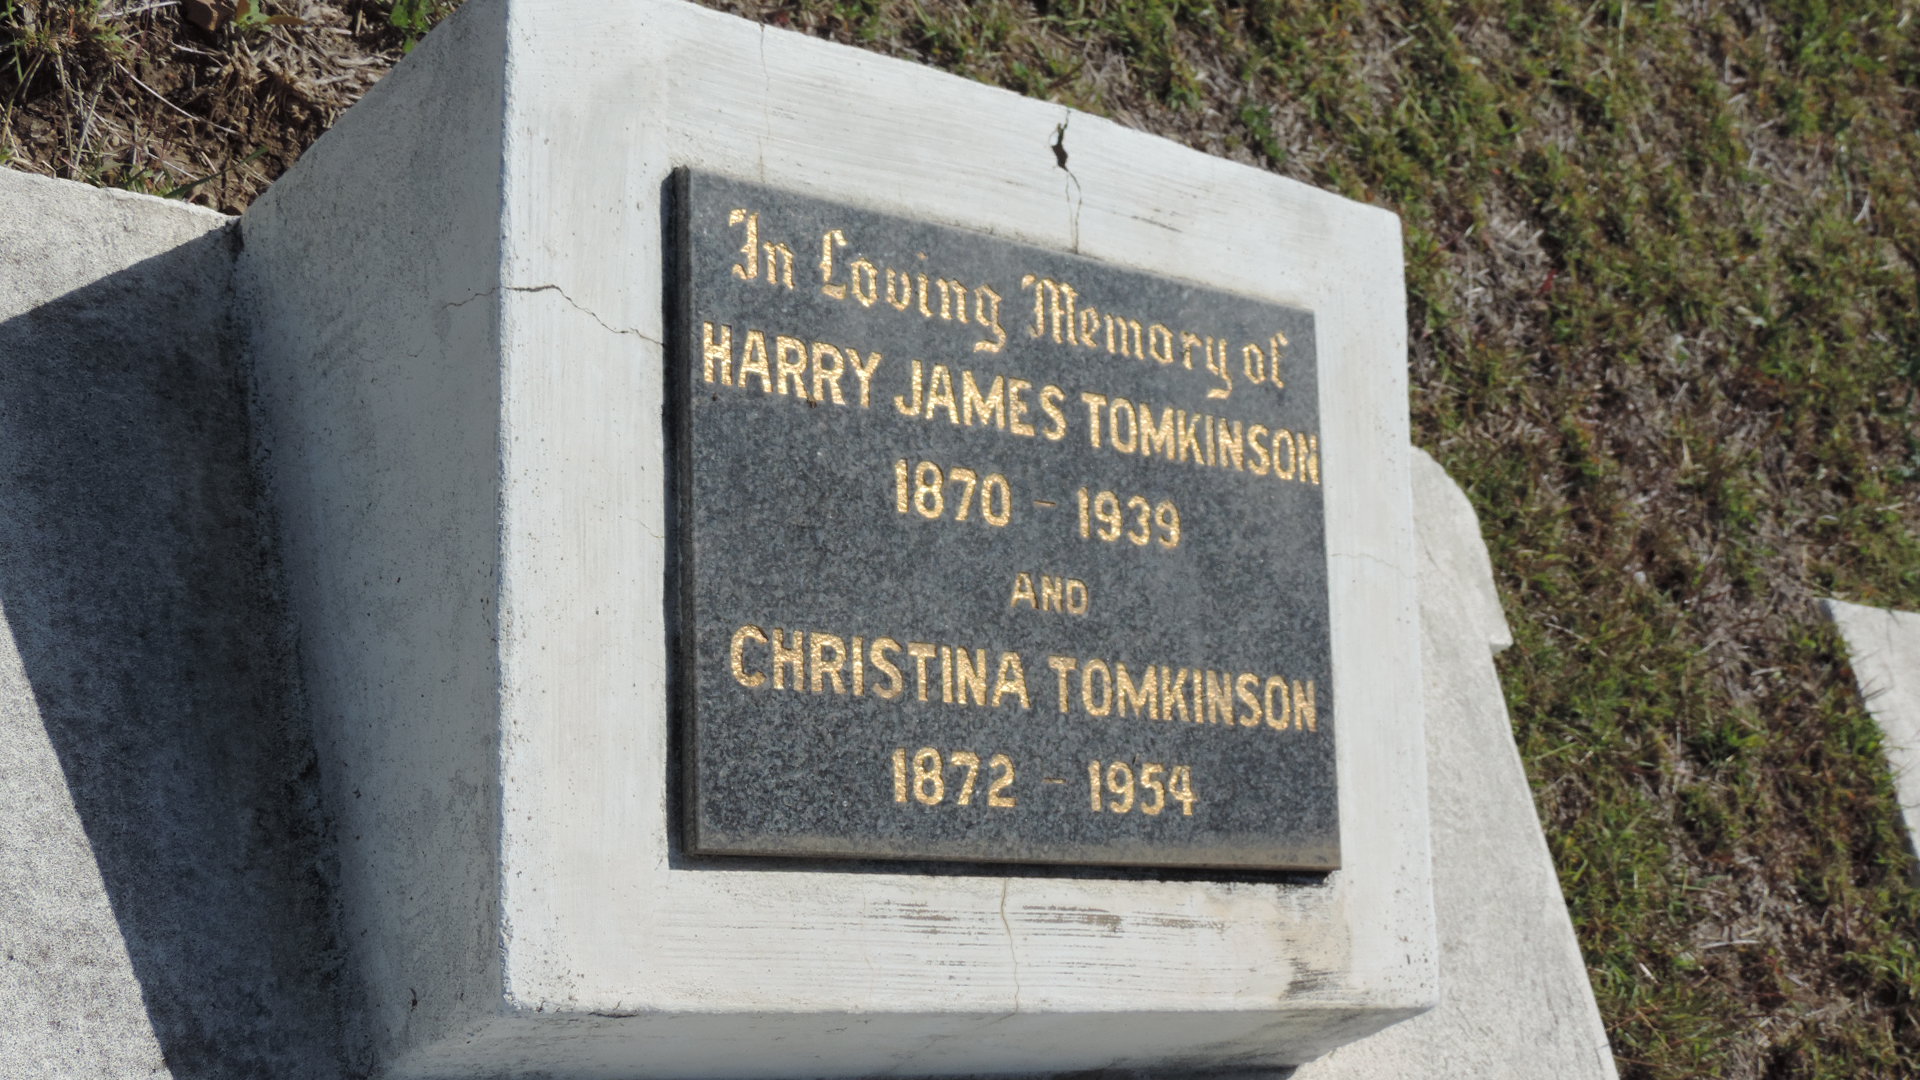 In Loving Memory of
HARRY JAMES TOMKINSON
1870 - 1939
AND
CHRISTINA TOMKINSON
1872 - 1954